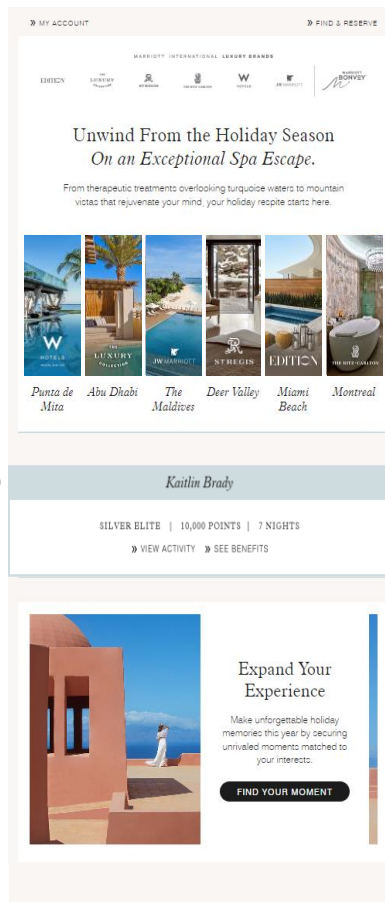 » MY ACCOUNT
» FIND & RESERVE
MARRIOTT INTERNATIONAL LUXURY BRANDS
EDITION
THE
LUXURY
COLLECTION
ST REGIS
THE RITZ-CARLTON
W
HOTELS
JW MARRIOTT
MARRIOTT
BONVOY
Unwind From the Holiday Season
On an Exceptional Spa Escape.
From therapeutic treatments overlooking turquoise waters to mountain
vistas that rejuvenate your mind, your holiday respite starts here.
W
HOTELS
THE
LUXURY
COLLECTION
JW MARRIOTT
ST REGIS
EDITION
THE RITZ-CARLTON
Punta de
Mita
Abu Dhabi
The
Maldives
Deer Valley
Miami
Beach
Montreal
Kaitlin Brady
SILVER ELITE | 10,000 POINTS | 7 NIGHTS
» VIEW ACTIVITY » SEE BENEFITS
Expand Your
Experience
Make unforgettable holiday
memories this year by securing
unrivaled moments matched to
your interests.
FIND YOUR MOMENT